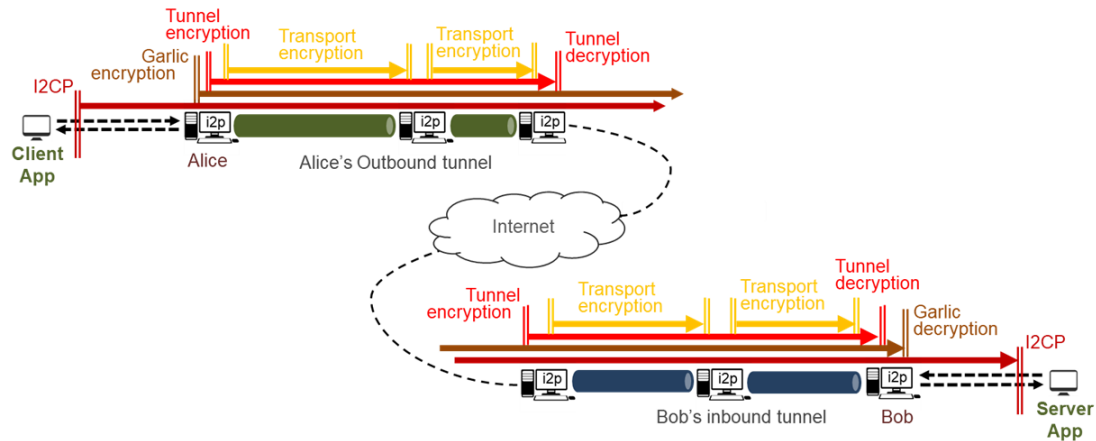 Tunnel
encryption
Transport
encryption
Transport
encryption
Tunnel
decryption
Garlic
encryption
I2CP
i2p
i2p
i2p
Client
App
Alice
Alice's Outbound tunnel
Internet
Tunnel
encryption
Transport
encryption
Transport
encryption
Tunnel
decryption
Garlic
decryption
I2CP
i2p
i2p
i2p
Bob's inbound tunnel
Bob
Server
App